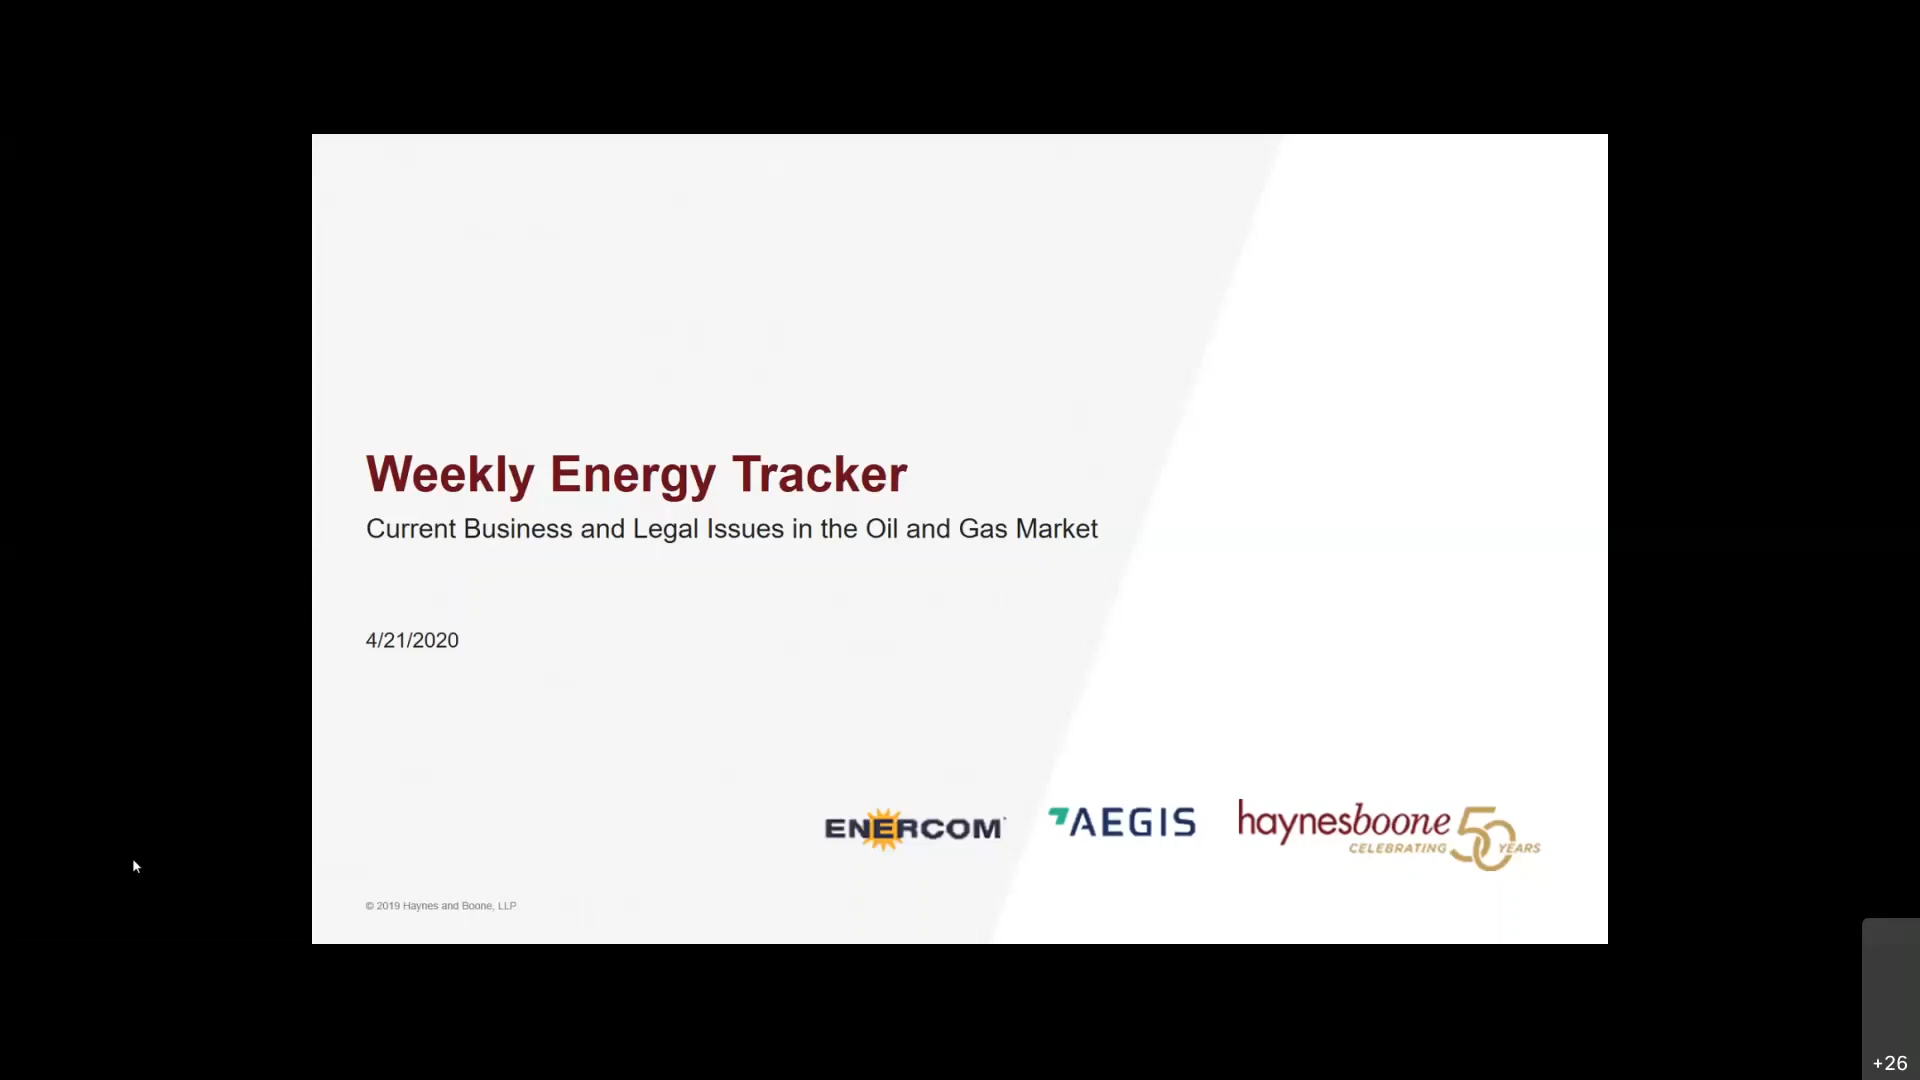 Weekly Energy Tracker
Current Business and Legal Issues in the Oil and Gas Market
4/21/2020
ENERCOM
AEGIS
haynesboone
CELEBRATING 50 YEARS
© 2019 Haynes and Boone, LLP
+26